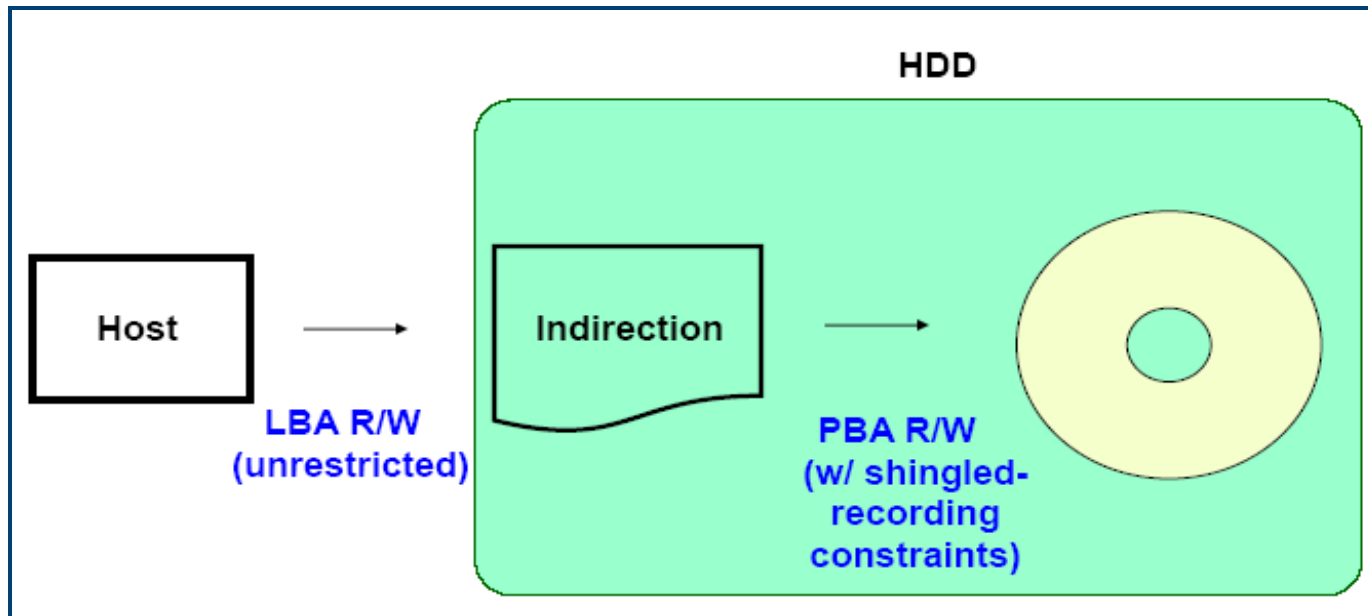 HDD
Host
Indirection
LBA R/W
(unrestricted)
PBA R/W
(w/ shingled-
recording
constraints)